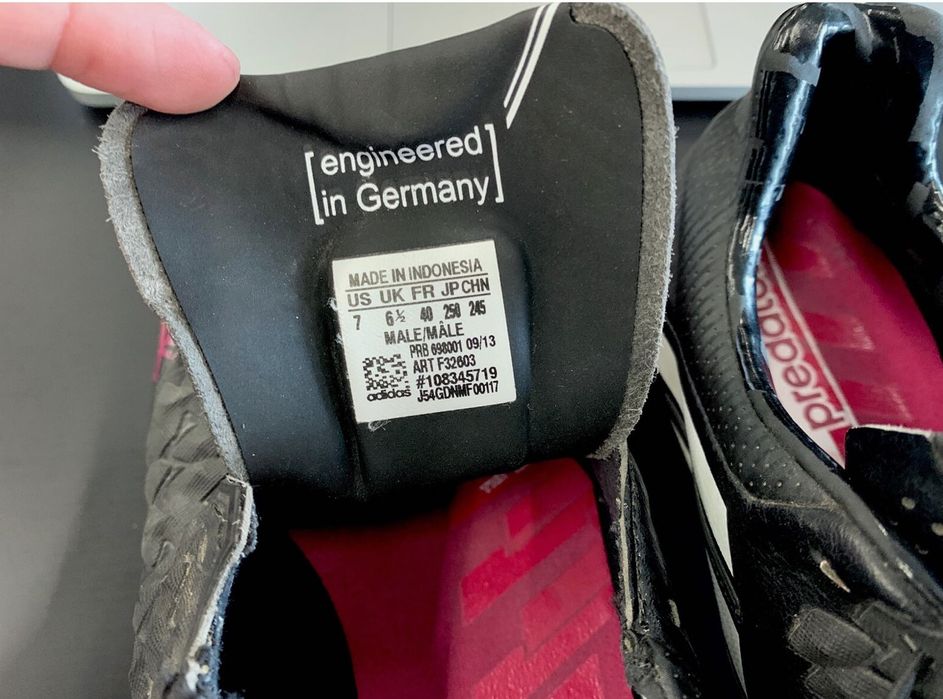 [engineered
in Germany]
MADE IN INDONESIA
US UK FR JP CHN
7 6½ 40 250 245
MALE/MÂLE
PRB 698001 09/13
ART F32603
#108345719
adidas J54GDNMF00117
predator